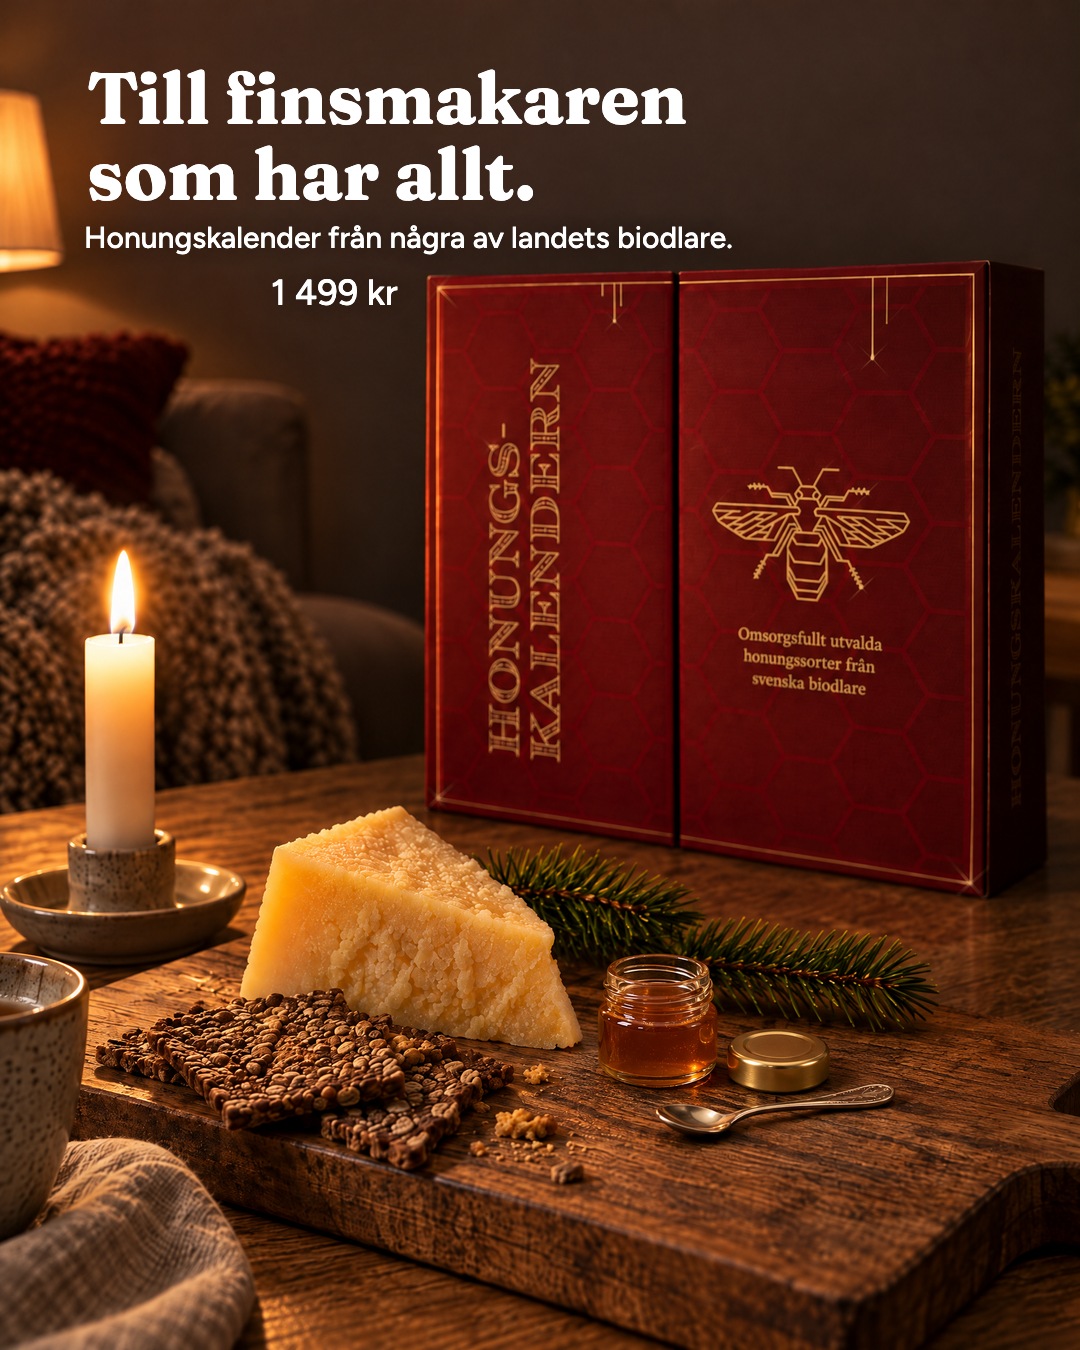 Till finsmakaren
som har allt.
Honungskalender från några av landets biodlare.
1 499 kr
HONUNGS-
KALENDERN
Omsorgsfullt utvalda
honungssorter från
svenska biodlare
HONUNGSKALENDERN